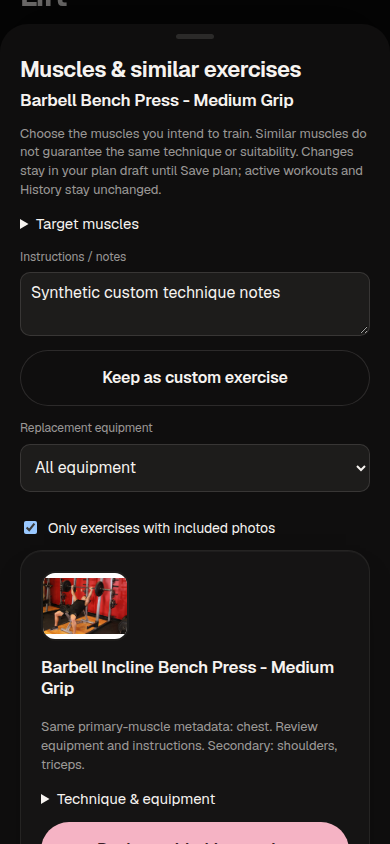 Lift
Muscles & similar exercises
Barbell Bench Press - Medium Grip
Choose the muscles you intend to train. Similar muscles do
not guarantee the same technique or suitability. Changes
stay in your plan draft until Save plan; active workouts and
History stay unchanged.
Target muscles
Instructions / notes
Synthetic custom technique notes
Keep as custom exercise
Replacement equipment
All equipment
Only exercises with included photos
Barbell Incline Bench Press - Medium
Grip
Same primary-muscle metadata: chest. Review
equipment and instructions. Secondary: shoulders,
triceps.
Technique & equipment